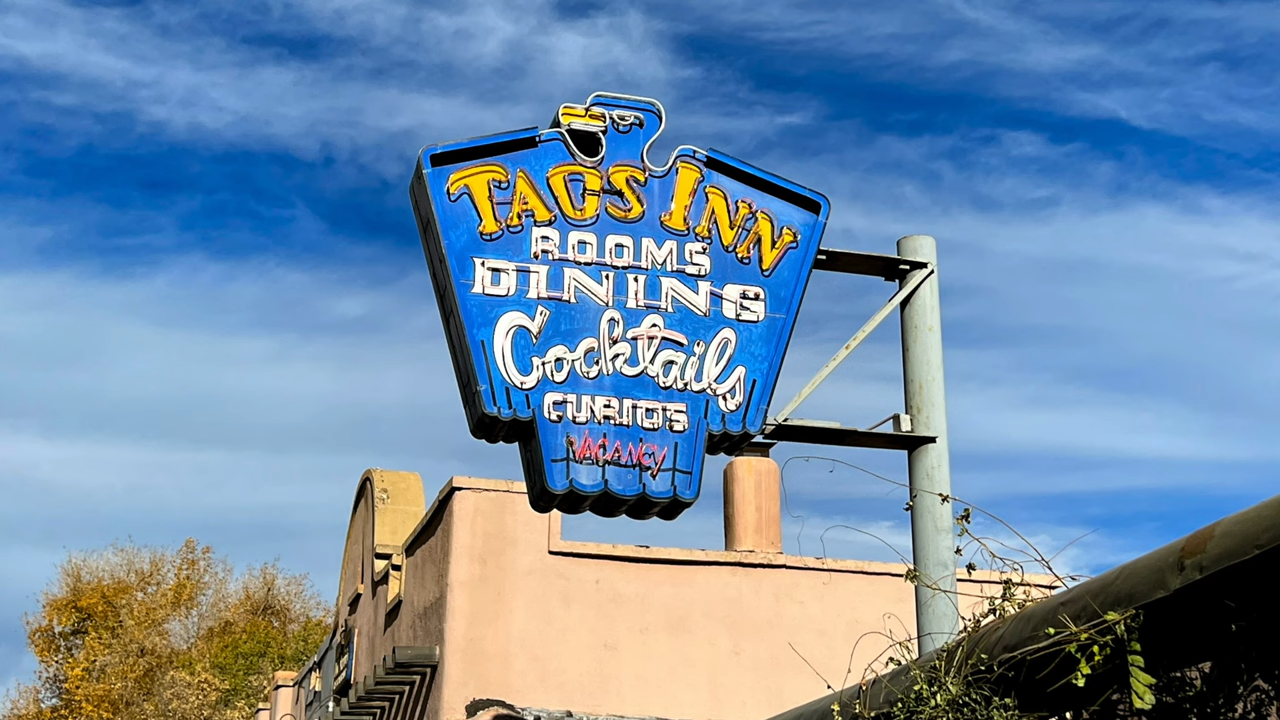 TAOS INN
ROOMS
DINING
Cocktails
CURIOS
VACANCY